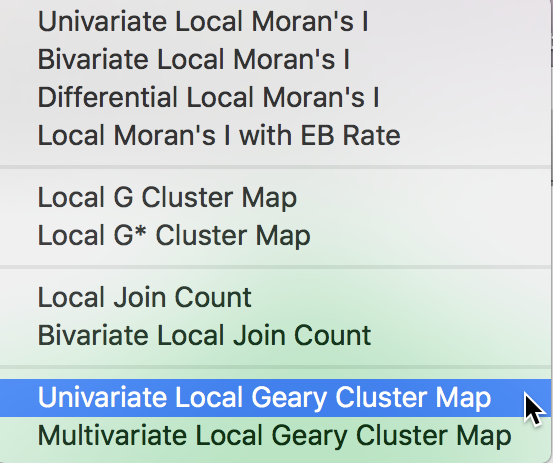 Univariate Local Moran's I
Bivariate Local Moran's I
Differential Local Moran's I
Local Moran's I with EB Rate
Local G Cluster Map
Local G* Cluster Map
Local Join Count
Bivariate Local Join Count
Univariate Local Geary Cluster Map
Multivariate Local Geary Cluster Map